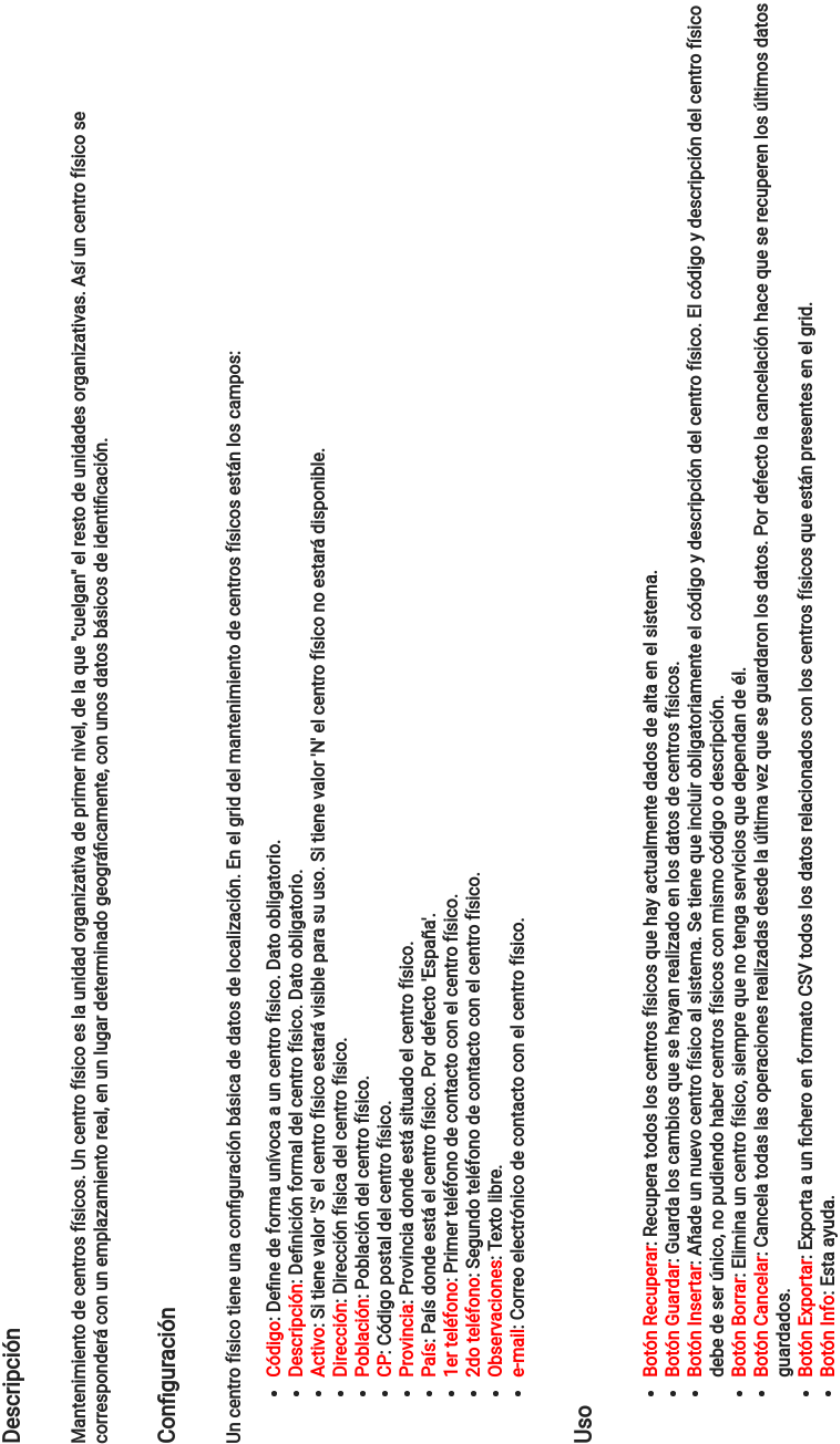 Descripción
Mantenimiento de centros físicos. Un centro físico es la unidad organizativa de primer nivel, de la que "cuelgan" el resto de unidades organizativas. Así un centro físico se
corresponderá con un emplazamiento real, en un lugar determinado geográficamente, con unos datos básicos de identificación.
Configuración
Un centro físico tiene una configuración básica de datos de localización. En el grid del mantenimiento de centros físicos están los campos:
• Código: Define de forma unívoca a un centro físico. Dato obligatorio.
• Descripción: Definición formal del centro físico. Dato obligatorio.
• Activo: Si tiene valor 'S' el centro físico estará visible para su uso. Si tiene valor 'N' el centro físico no estará disponible.
• Dirección: Dirección física del centro físico.
• Población: Población del centro físico.
• CP: Código postal del centro físico.
• Provincia: Provincia donde está situado el centro físico.
• País: País donde está el centro físico. Por defecto 'España'.
• 1er teléfono: Primer teléfono de contacto con el centro físico.
• 2do teléfono: Segundo teléfono de contacto con el centro físico.
• Observaciones: Texto libre.
• e-mail: Correo electrónico de contacto con el centro físico.
Uso
• Botón Recuperar: Recupera todos los centros físicos que hay actualmente dados de alta en el sistema.
• Botón Guardar: Guarda los cambios que se hayan realizado en los datos de centros físicos.
• Botón Insertar: Añade un nuevo centro físico al sistema. Se tiene que incluir obligatoriamente el código y descripción del centro físico. El código y descripción del centro físico
debe de ser único, no pudiendo haber centros físicos con mismo código o descripción.
• Botón Borrar: Elimina un centro físico, siempre que no tenga servicios que dependan de él.
• Botón Cancelar: Cancela todas las operaciones realizadas desde la última vez que se guardaron los datos. Por defecto la cancelación hace que se recuperen los últimos datos
guardados.
• Botón Exportar: Exporta a un fichero en formato CSV todos los datos relacionados con los centros físicos que están presentes en el grid.
• Botón Info: Esta ayuda.